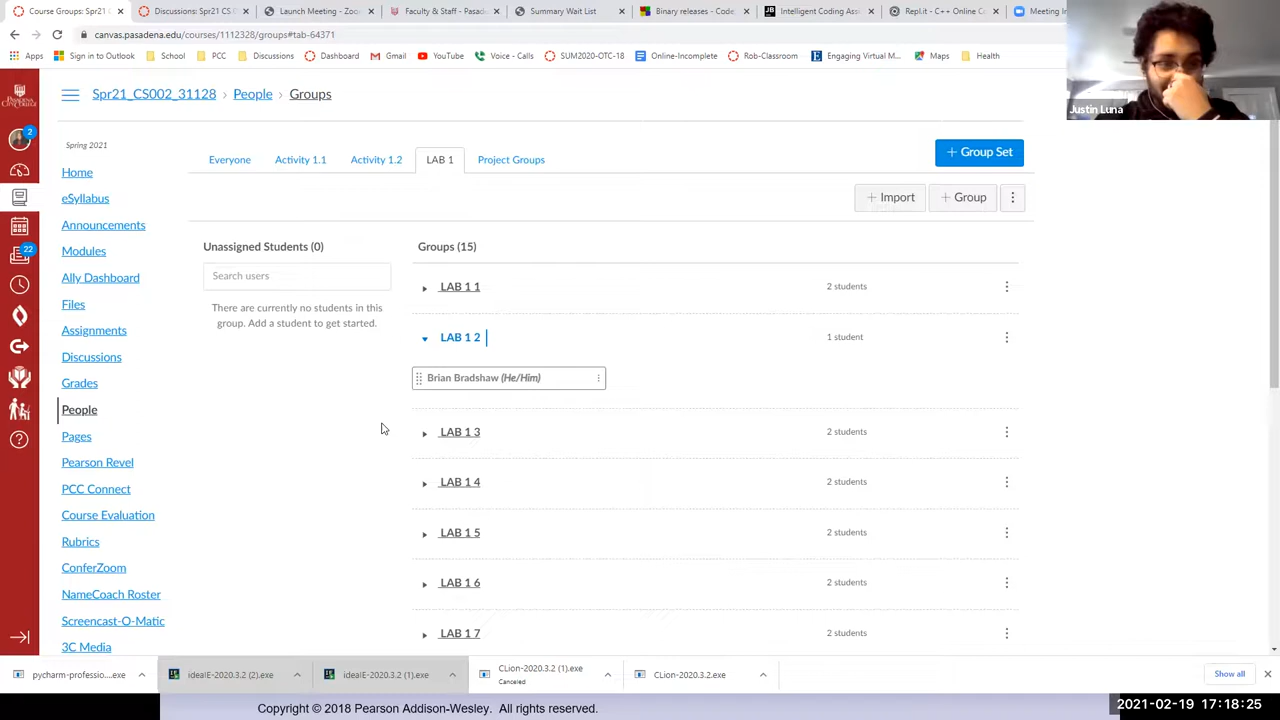 Course Groups: Spr21
Discussions: Spr21 CS
Launch Meeting - Zoo
Faculty & Staff - Pasad
Summary Wait List
Binary releases - Code
Intelligent Coding Assi
Repl.it - C++ Online Co
Meeting In
canvas.pasadena.edu/courses/1112328/groups#tab-64371
Apps
Sign in to Outlook
School
PCC
Discussions
Dashboard
Gmail
YouTube
Voice - Calls
SUM2020-OTC-18
Online-Incomplete
Rob-Classroom
Engaging Virtual M...
Maps
Health
Justin Luna
PASADENA
CITY COLLEGE
2
22
Spr21_CS002_31128 › People › Groups
Spring 2021
Home
eSyllabus
Announcements
Modules
Ally Dashboard
Files
Assignments
Discussions
Grades
People
Pages
Pearson Revel
PCC Connect
Course Evaluation
Rubrics
ConferZoom
NameCoach Roster
Screencast-O-Matic
3C Media
Everyone
Activity 1.1
Activity 1.2
LAB 1
Project Groups
+ Group Set
+ Import
+ Group
Unassigned Students (0)
Search users
There are currently no students in this
group. Add a student to get started.
Groups (15)
LAB 1 1
2 students
LAB 1 2
1 student
Brian Bradshaw (He/Him)
LAB 1 3
2 students
LAB 1 4
2 students
LAB 1 5
2 students
LAB 1 6
2 students
LAB 1 7
2 students
pycharm-professio....exe
ideaIE-2020.3.2 (2).exe
ideaIE-2020.3.2 (1).exe
CLion-2020.3.2 (1).exe
Canceled
CLion-2020.3.2.exe
Show all
Copyright © 2018 Pearson Addison-Wesley. All rights reserved.
2021-02-19 17:18:25